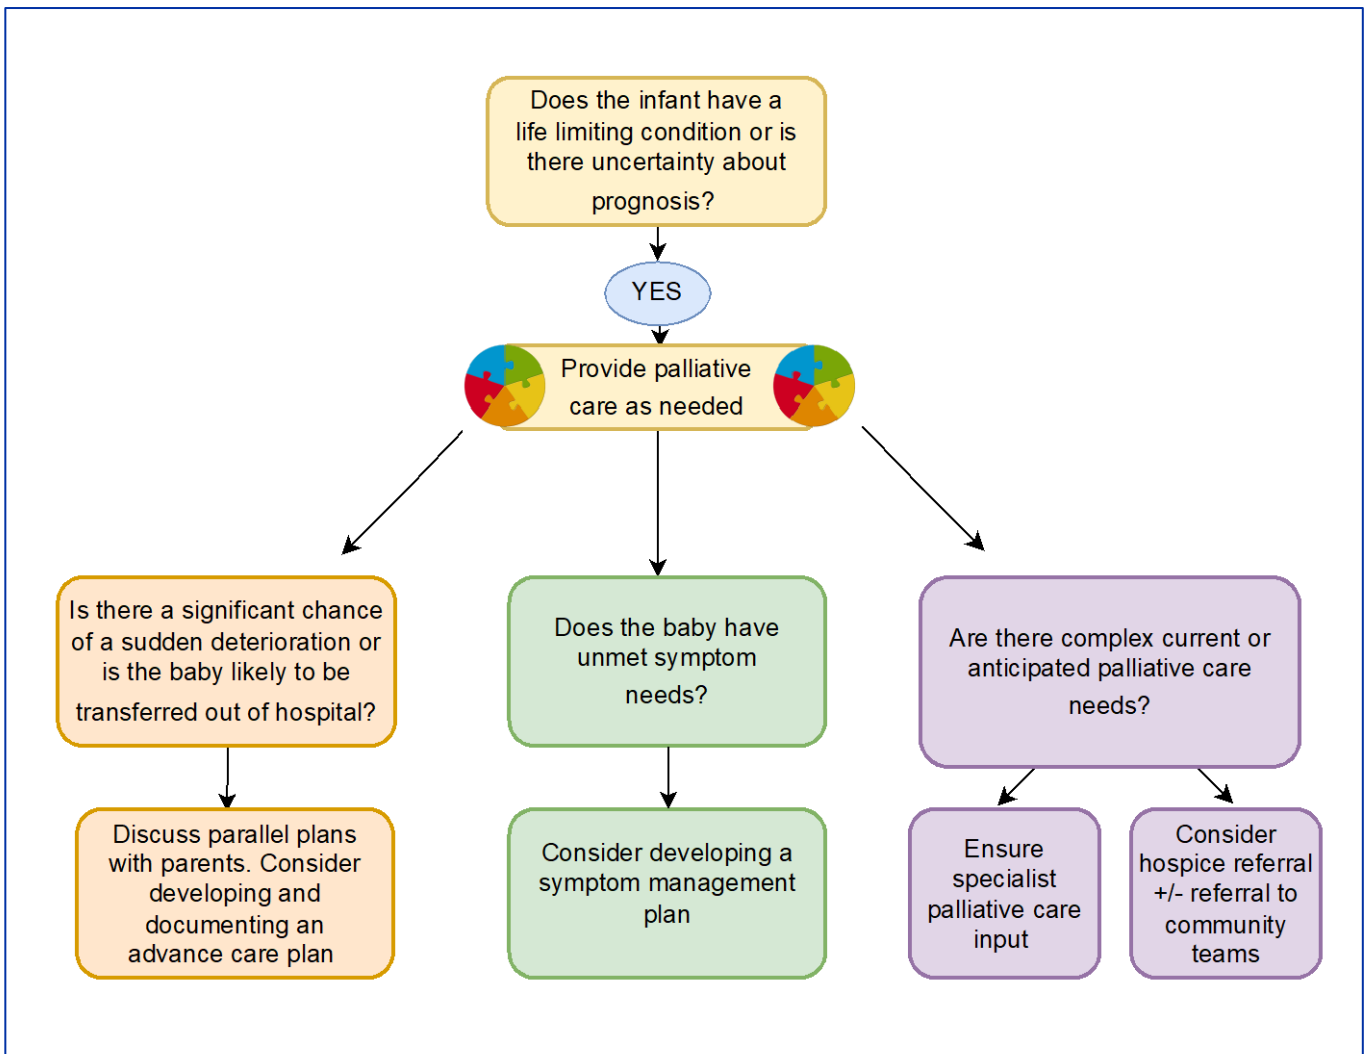 Does the infant have a
life limiting condition or is
there uncertainty about
prognosis?
YES
Provide palliative
care as needed
Is there a significant chance
of a sudden deterioration or
is the baby likely to be
transferred out of hospital?
Does the baby have
unmet symptom
needs?
Are there complex current or
anticipated palliative care
needs?
Discuss parallel plans
with parents. Consider
developing and
documenting an
advance care plan
Consider developing a
symptom management
plan
Ensure
specialist
palliative care
input
Consider
hospice referral
+/- referral to
community
teams